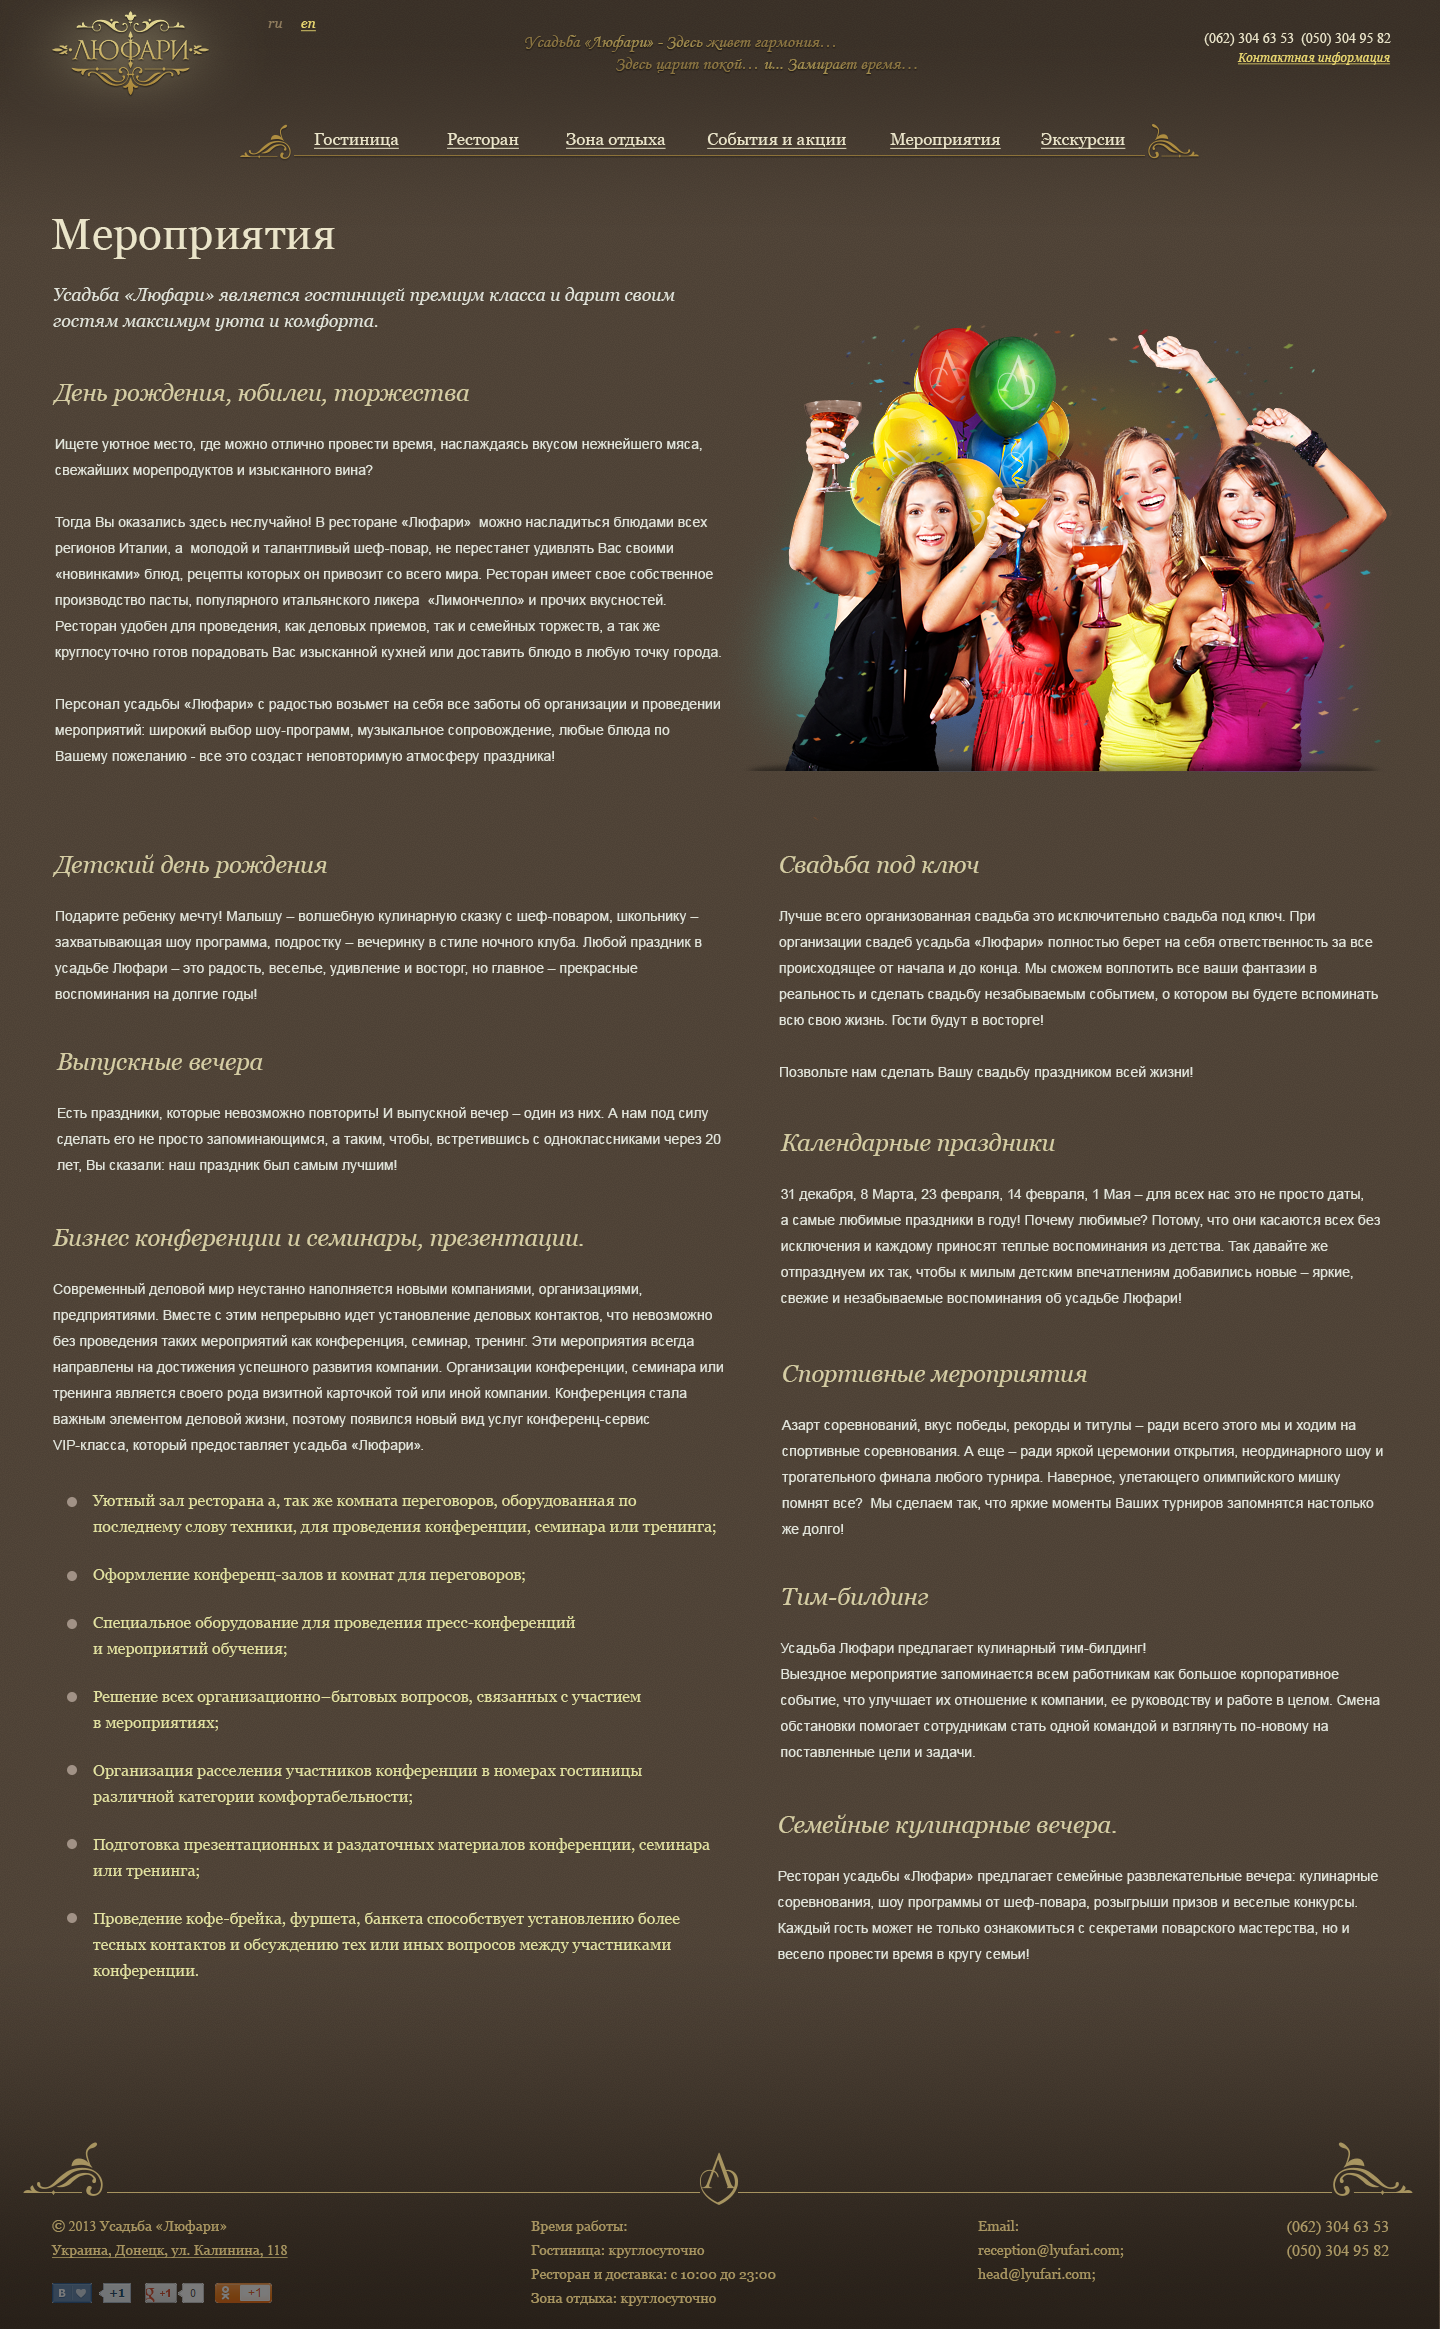 ЛЮФАРИ
ru en
Усадьба «Люфари» - Здесь живет гармония...
Здесь царит покой... и... Замирает время...
(062) 304 63 53 (050) 304 95 82
Контактная информация
Гостиница Ресторан Зона отдыха События и акции Мероприятия Экскурсии
Мероприятия
Усадьба «Люфари» является гостиницей премиум класса и дарит своим
гостям максимум уюта и комфорта.
День рождения, юбилеи, торжества
Ищете уютное место, где можно отлично провести время, наслаждаясь вкусом нежнейшего мяса,
свежайших морепродуктов и изысканного вина?
Тогда Вы оказались здесь неслучайно! В ресторане «Люфари» можно насладиться блюдами всех
регионов Италии, а молодой и талантливый шеф-повар, не перестанет удивлять Вас своими
«новинками» блюд, рецепты которых он привозит со всего мира. Ресторан имеет свое собственное
производство пасты, популярного итальянского ликера «Лимончелло» и прочих вкусностей.
Ресторан удобен для проведения, как деловых приемов, так и семейных торжеств, а так же
круглосуточно готов порадовать Вас изысканной кухней или доставить блюдо в любую точку города.
Персонал усадьбы «Люфари» с радостью возьмет на себя все заботы об организации и проведении
мероприятий: широкий выбор шоу-программ, музыкальное сопровождение, любые блюда по
Вашему пожеланию - все это создаст неповторимую атмосферу праздника!
Детский день рождения
Подарите ребенку мечту! Малышу – волшебную кулинарную сказку с шеф-поваром, школьнику –
захватывающая шоу программа, подростку – вечеринку в стиле ночного клуба. Любой праздник в
усадьбе Люфари – это радость, веселье, удивление и восторг, но главное – прекрасные
воспоминания на долгие годы!
Выпускные вечера
Есть праздники, которые невозможно повторить! И выпускной вечер – один из них. А нам под силу
сделать его не просто запоминающимся, а таким, чтобы, встретившись с одноклассниками через 20
лет, Вы сказали: наш праздник был самым лучшим!
Бизнес конференции и семинары, презентации.
Современный деловой мир неустанно наполняется новыми компаниями, организациями,
предприятиями. Вместе с этим непрерывно идет установление деловых контактов, что невозможно
без проведения таких мероприятий как конференция, семинар, тренинг. Эти мероприятия всегда
направлены на достижения успешного развития компании. Организации конференции, семинара или
тренинга является своего рода визитной карточкой той или иной компании. Конференция стала
важным элементом деловой жизни, поэтому появился новый вид услуг конференц-сервис
VIP-класса, который предоставляет усадьба «Люфари».
Уютный зал ресторана а, так же комната переговоров, оборудованная по
последнему слову техники, для проведения конференции, семинара или тренинга;
Оформление конференц-залов и комнат для переговоров;
Специальное оборудование для проведения пресс-конференций
и мероприятий обучения;
Решение всех организационно–бытовых вопросов, связанных с участием
в мероприятиях;
Организация расселения участников конференции в номерах гостиницы
различной категории комфортабельности;
Подготовка презентационных и раздаточных материалов конференции, семинара
или тренинга;
Проведение кофе-брейка, фуршета, банкета способствует установлению более
тесных контактов и обсуждению тех или иных вопросов между участниками
конференции.
Свадьба под ключ
Лучше всего организованная свадьба это исключительно свадьба под ключ. При
организации свадеб усадьба «Люфари» полностью берет на себя ответственность за все
происходящее от начала и до конца. Мы сможем воплотить все ваши фантазии в
реальность и сделать свадьбу незабываемым событием, о котором вы будете вспоминать
всю свою жизнь. Гости будут в восторге!
Позвольте нам сделать Вашу свадьбу праздником всей жизни!
Календарные праздники
31 декабря, 8 Марта, 23 февраля, 14 февраля, 1 Мая – для всех нас это не просто даты,
а самые любимые праздники в году! Почему любимые? Потому, что они касаются всех без
исключения и каждому приносят теплые воспоминания из детства. Так давайте же
отпразднуем их так, чтобы к милым детским впечатлениям добавились новые – яркие,
свежие и незабываемые воспоминания об усадьбе Люфари!
Спортивные мероприятия
Азарт соревнований, вкус победы, рекорды и титулы – ради всего этого мы и ходим на
спортивные соревнования. А еще – ради яркой церемонии открытия, неординарного шоу и
трогательного финала любого турнира. Наверное, улетающего олимпийского мишку
помнят все? Мы сделаем так, что яркие моменты Ваших турниров запомнятся настолько
же долго!
Тим-билдинг
Усадьба Люфари предлагает кулинарный тим-билдинг!
Выездное мероприятие запоминается всем работникам как большое корпоративное
событие, что улучшает их отношение к компании, ее руководству и работе в целом. Смена
обстановки помогает сотрудникам стать одной командой и взглянуть по-новому на
поставленные цели и задачи.
Семейные кулинарные вечера.
Ресторан усадьбы «Люфари» предлагает семейные развлекательные вечера: кулинарные
соревнования, шоу программы от шеф-повара, розыгрыши призов и веселые конкурсы.
Каждый гость может не только ознакомиться с секретами поварского мастерства, но и
весело провести время в кругу семьи!
© 2013 Усадьба «Люфари»
Украина, Донецк, ул. Калинина, 118
В +1 g +1 0 +1
Время работы:
Гостиница: круглосуточно
Ресторан и доставка: с 10:00 до 23:00
Зона отдыха: круглосуточно
Email:
reception@lyufari.com;
head@lyufari.com;
(062) 304 63 53
(050) 304 95 82